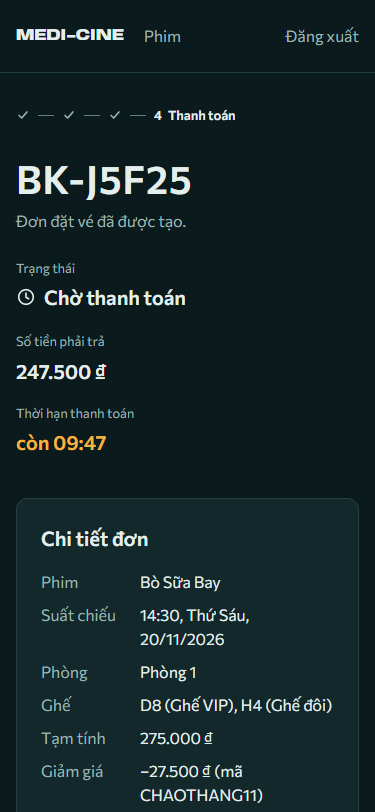 MEDI-CINE Phim Đăng xuất
4 Thanh toán
BK-J5F25
Đơn đặt vé đã được tạo.
Trạng thái
Chờ thanh toán
Số tiền phải trả
247.500 ₫
Thời hạn thanh toán
còn 09:47
Chi tiết đơn
Phim Bò Sữa Bay
Suất chiếu 14:30, Thứ Sáu,
20/11/2026
Phòng Phòng 1
Ghế D8 (Ghế VIP), H4 (Ghế đôi)
Tạm tính 275.000 ₫
Giảm giá −27.500 ₫ (mã
CHAOTHANG11)